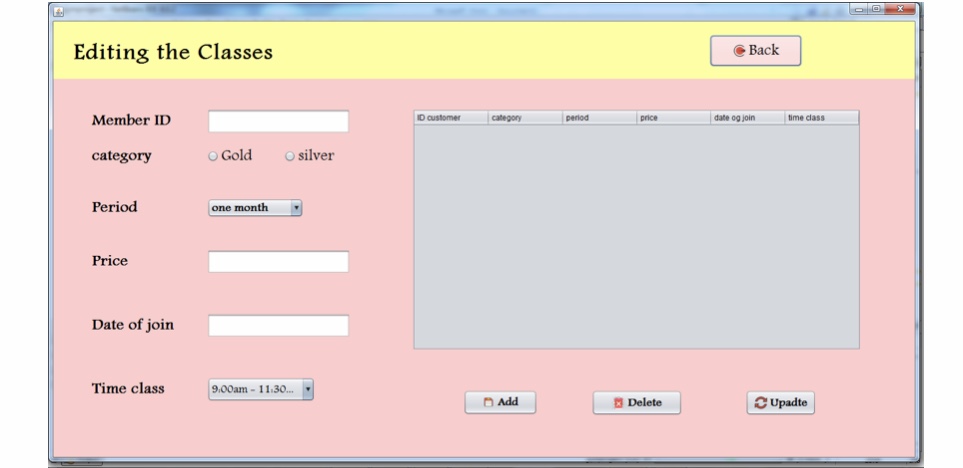 Editing the Classes
Back
Member ID
category
Gold silver
Period
one month
Price
Date of join
Time class
9:00am - 11:30...
ID customer category period price date og join time class
Add Delete Upadte